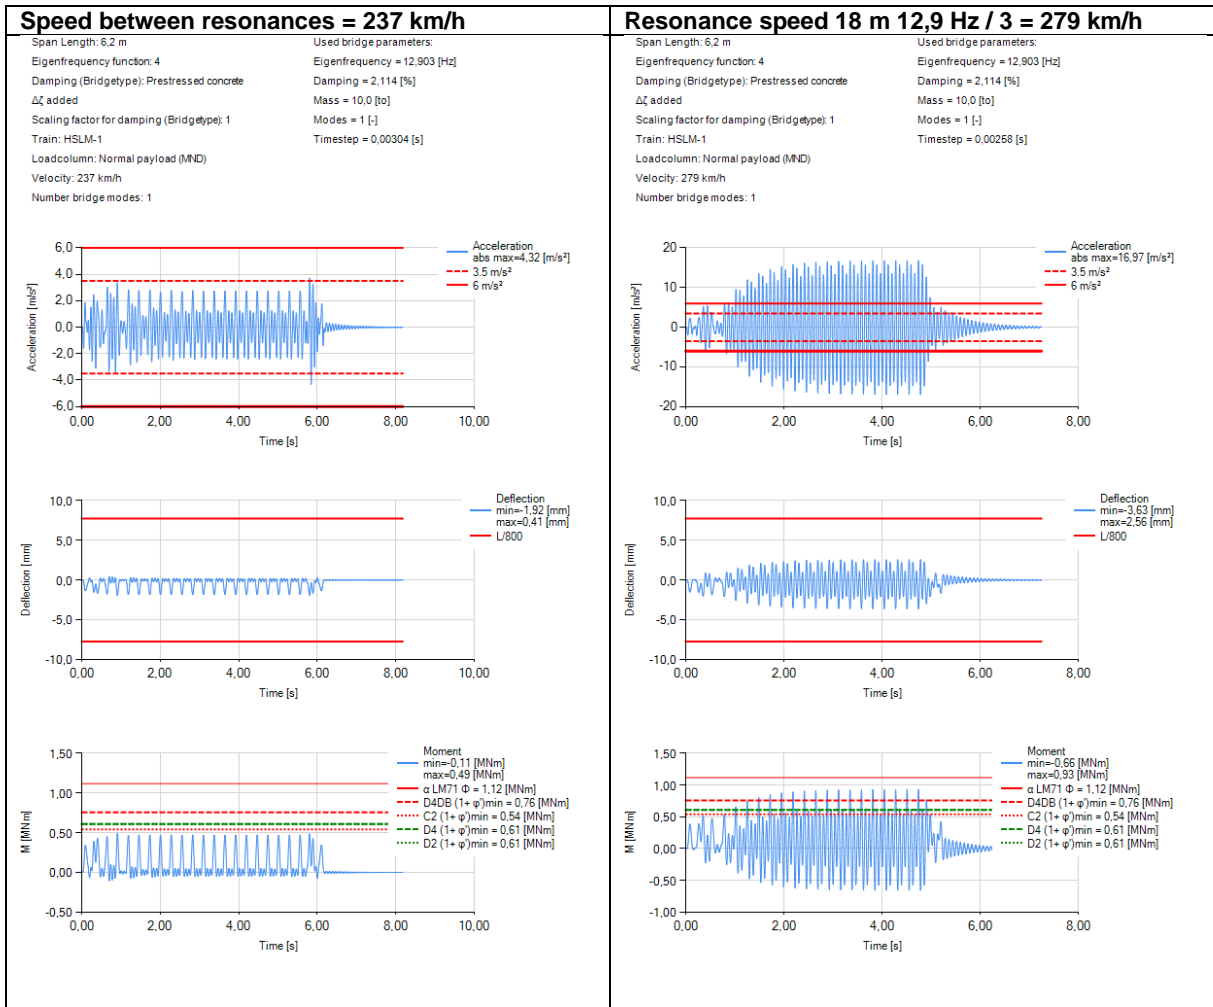 Speed between resonances = 237 km/h
Span Length: 6,2 m
Used bridge parameters:
Eigenfrequency function: 4
Eigenfrequency = 12,903 [Hz]
Damping (Bridgetype): Prestressed concrete
Damping = 2,114 [%]
Δζ added
Mass = 10,0 [to]
Scaling factor for damping (Bridgetype): 1
Modes = 1 [-]
Train: HSLM-1
Timestep = 0,00304 [s]
Loadcolumn: Normal payload (MND)
Velocity: 237 km/h
Number bridge modes: 1
Acceleration [m/s²]
6,0
4,0
2,0
0,0
-2,0
-4,0
-6,0
0,00 2,00 4,00 6,00 8,00 10,00
Time [s]
Acceleration
abs max=4,32 [m/s²]
3.5 m/s²
6 m/s²
Deflection [mm]
10,0
5,0
0,0
-5,0
-10,0
0,00 2,00 4,00 6,00 8,00 10,00
Time [s]
Deflection
min=-1,92 [mm]
max=0,41 [mm]
L/800
M [MNm]
1,50
1,00
0,50
0,00
-0,50
0,00 2,00 4,00 6,00 8,00 10,00
Time [s]
Moment
min=-0,11 [MNm]
max=0,49 [MNm]
α LM71 Φ = 1,12 [MNm]
D4DB (1+ φ')min = 0,76 [MNm]
C2 (1+ φ')min = 0,54 [MNm]
D4 (1+ φ')min = 0,61 [MNm]
D2 (1+ φ')min = 0,61 [MNm]
Resonance speed 18 m 12,9 Hz / 3 = 279 km/h
Span Length: 6,2 m
Used bridge parameters:
Eigenfrequency function: 4
Eigenfrequency = 12,903 [Hz]
Damping (Bridgetype): Prestressed concrete
Damping = 2,114 [%]
Δζ added
Mass = 10,0 [to]
Scaling factor for damping (Bridgetype): 1
Modes = 1 [-]
Train: HSLM-1
Timestep = 0,00258 [s]
Loadcolumn: Normal payload (MND)
Velocity: 279 km/h
Number bridge modes: 1
Acceleration [m/s²]
20
10
0
-10
-20
0,00 2,00 4,00 6,00 8,00
Time [s]
Acceleration
abs max=16,97 [m/s²]
3.5 m/s²
6 m/s²
Deflection [mm]
10,0
5,0
0,0
-5,0
-10,0
0,00 2,00 4,00 6,00 8,00
Time [s]
Deflection
min=-3,63 [mm]
max=2,56 [mm]
L/800
M [MNm]
1,50
1,00
0,50
0,00
-0,50
-1,00
0,00 2,00 4,00 6,00 8,00
Time [s]
Moment
min=-0,66 [MNm]
max=0,93 [MNm]
α LM71 Φ = 1,12 [MNm]
D4DB (1+ φ')min = 0,76 [MNm]
C2 (1+ φ')min = 0,54 [MNm]
D4 (1+ φ')min = 0,61 [MNm]
D2 (1+ φ')min = 0,61 [MNm]